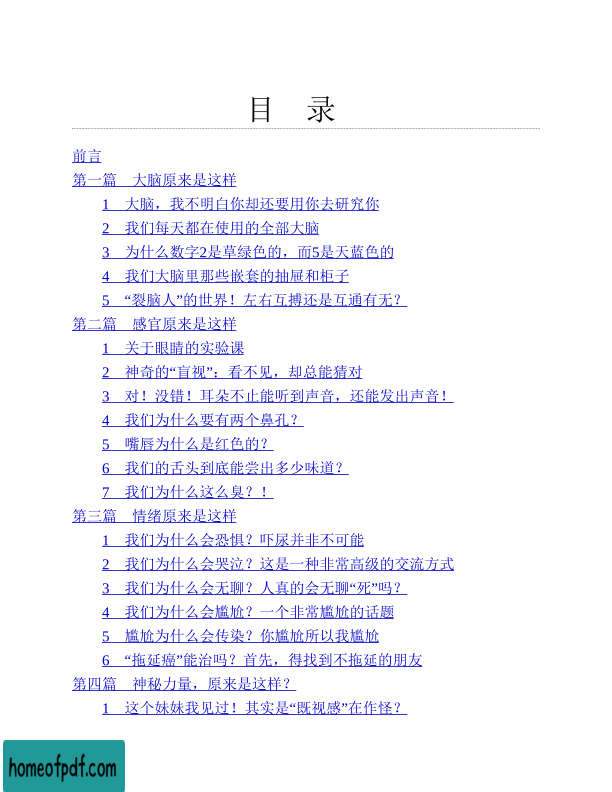 目　录
前言
第一篇　大脑原来是这样
1　大脑，我不明白你却还要用你去研究你
2　我们每天都在使用的全部大脑
3　为什么数字2是草绿色的，而5是天蓝色的
4　我们大脑里那些嵌套的抽屉和柜子
5　“裂脑人”的世界！左右互搏还是互通有无？
第二篇　感官原来是这样
1　关于眼睛的实验课
2　神奇的“盲视”：看不见，却总能猜对
3　对！没错！耳朵不止能听到声音，还能发出声音！
4　我们为什么要有两个鼻孔？
5　嘴唇为什么是红色的？
6　我们的舌头到底能尝出多少味道？
7　我们为什么这么臭？！
第三篇　情绪原来是这样
1　我们为什么会恐惧？吓尿并非不可能
2　我们为什么会哭泣？这是一种非常高级的交流方式
3　我们为什么会无聊？人真的会无聊“死”吗？
4　我们为什么会尴尬？一个非常尴尬的话题
5　尴尬为什么会传染？你尴尬所以我尴尬
6　“拖延癌”能治吗？首先，得找到不拖延的朋友
第四篇　神秘力量，原来是这样？
1　这个妹妹我见过！其实是“既视感”在作怪？
homeofpdf.com